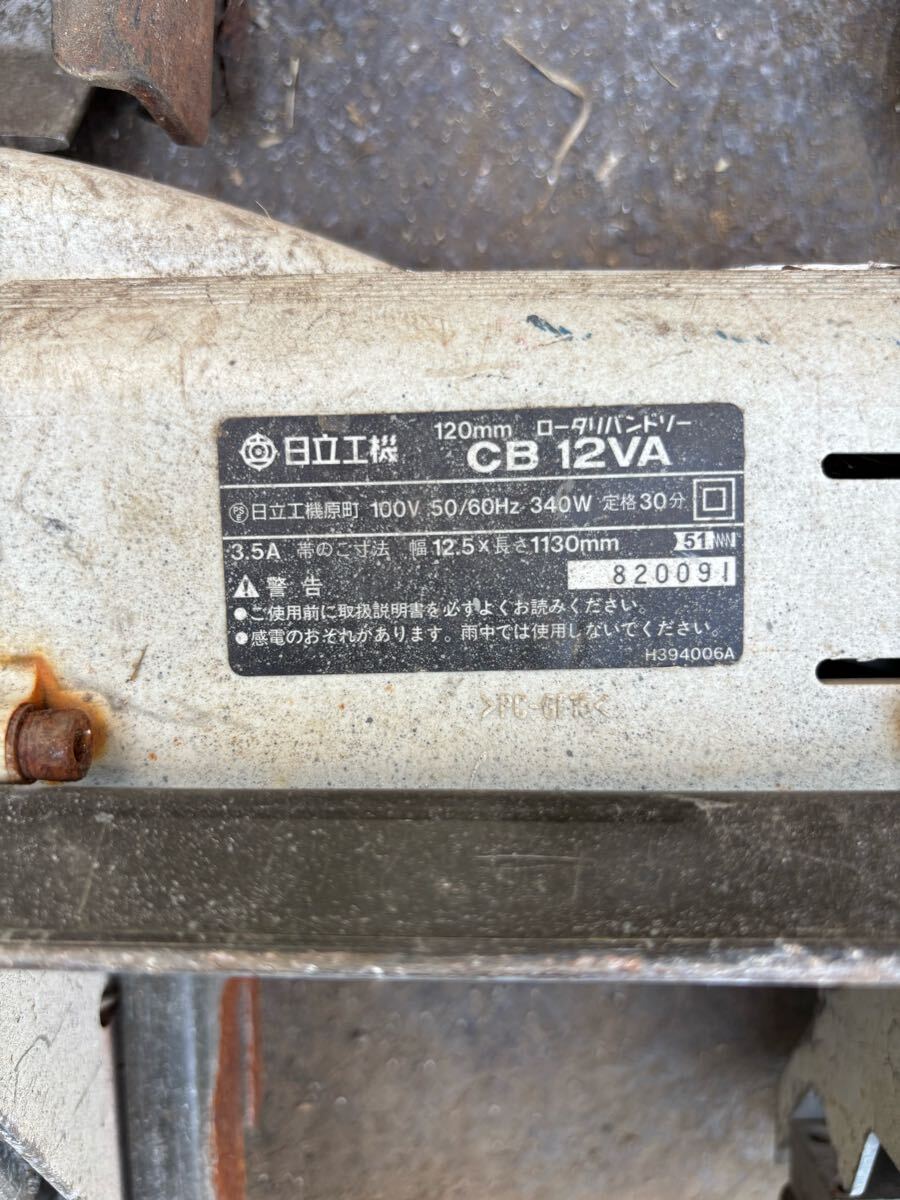 日立工機 120mm ロータリバンドソー
CB 12VA
PS E 日立工機原町 100V 50/60Hz 340W 定格30分
3.5A 帯のこ寸法 幅12.5×長さ1130mm 51 NN
820091
警告
●ご使用前に取扱説明書を必ずよくお読みください。
●感電のおそれがあります。雨中では使用しないでください。
H394006A
>PC-GF15<